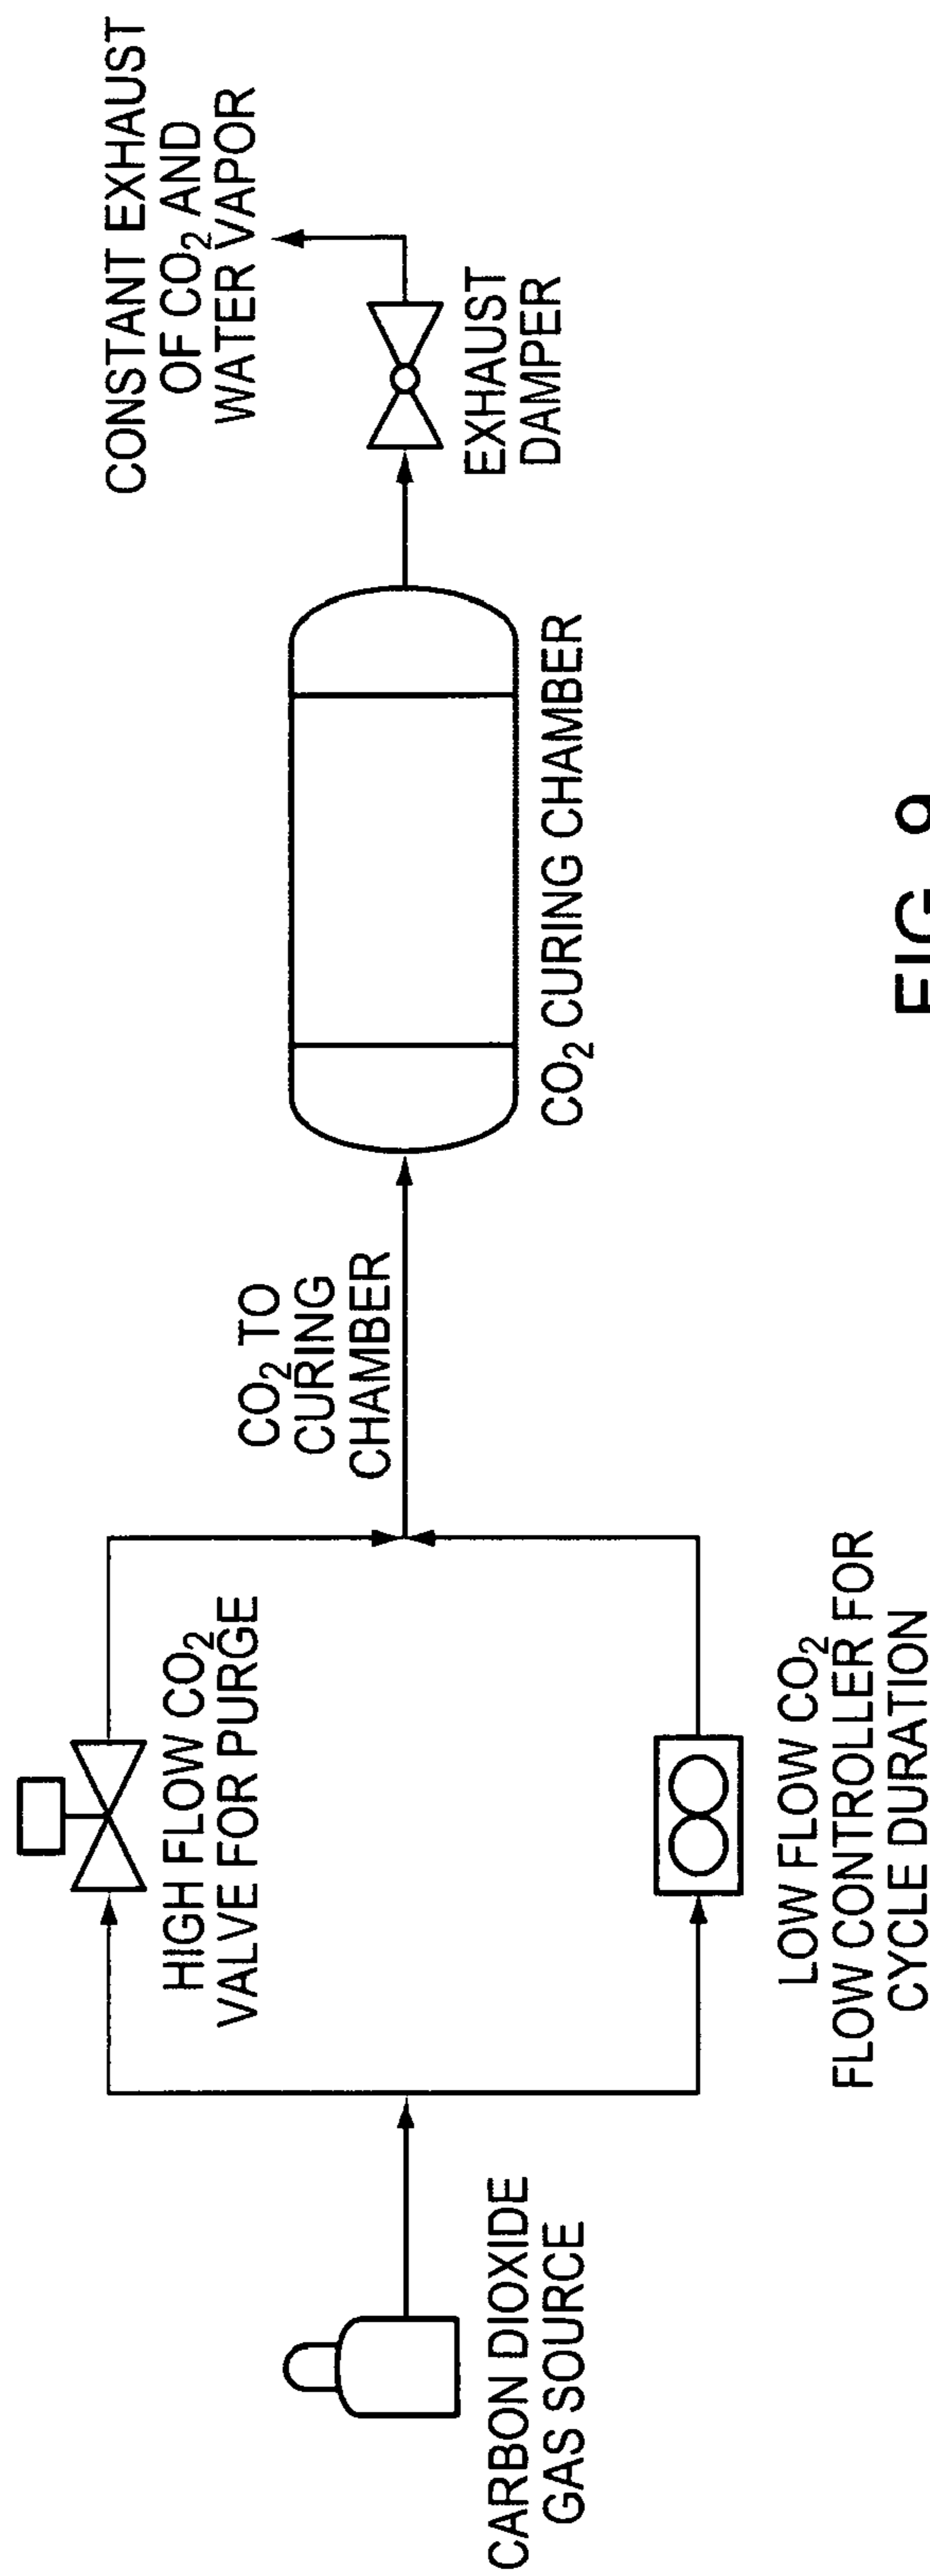 CARBON DIOXIDE
GAS SOURCE
HIGH FLOW CO₂
VALVE FOR PURGE
LOW FLOW CO₂
FLOW CONTROLLER FOR
CYCLE DURATION
CO₂ TO
CURING
CHAMBER
CO₂ CURING CHAMBER
EXHAUST
DAMPER
CONSTANT EXHAUST
OF CO₂ AND
WATER VAPOR
FIG